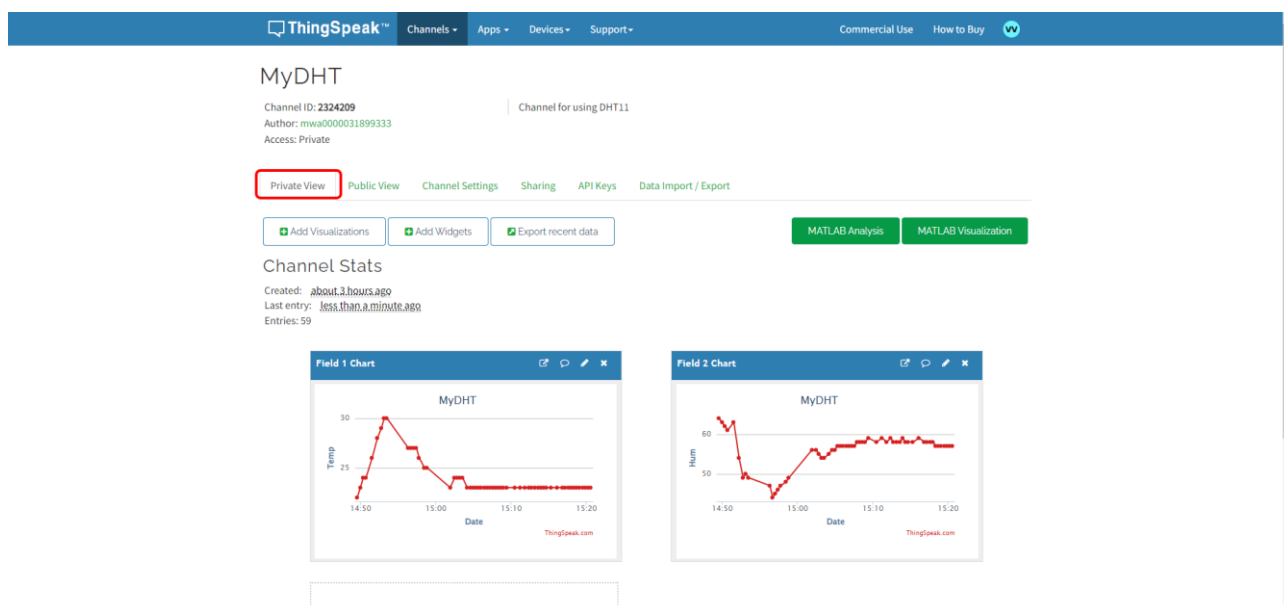 ThingSpeak™ Channels Apps Devices Support Commercial Use How to Buy VV
MyDHT
Channel ID: 2324209
Author: mwa0000031899333
Access: Private
Channel for using DHT11
Private View Public View Channel Settings Sharing API Keys Data Import / Export
Add Visualizations Add Widgets Export recent data MATLAB Analysis MATLAB Visualization
Channel Stats
Created: about 3 hours ago
Last entry: less than a minute ago
Entries: 59
Field 1 Chart
MyDHT
30
25
Temp
14:50 15:00 15:10 15:20
Date
ThingSpeak.com
Field 2 Chart
MyDHT
60
50
Hum
14:50 15:00 15:10 15:20
Date
ThingSpeak.com